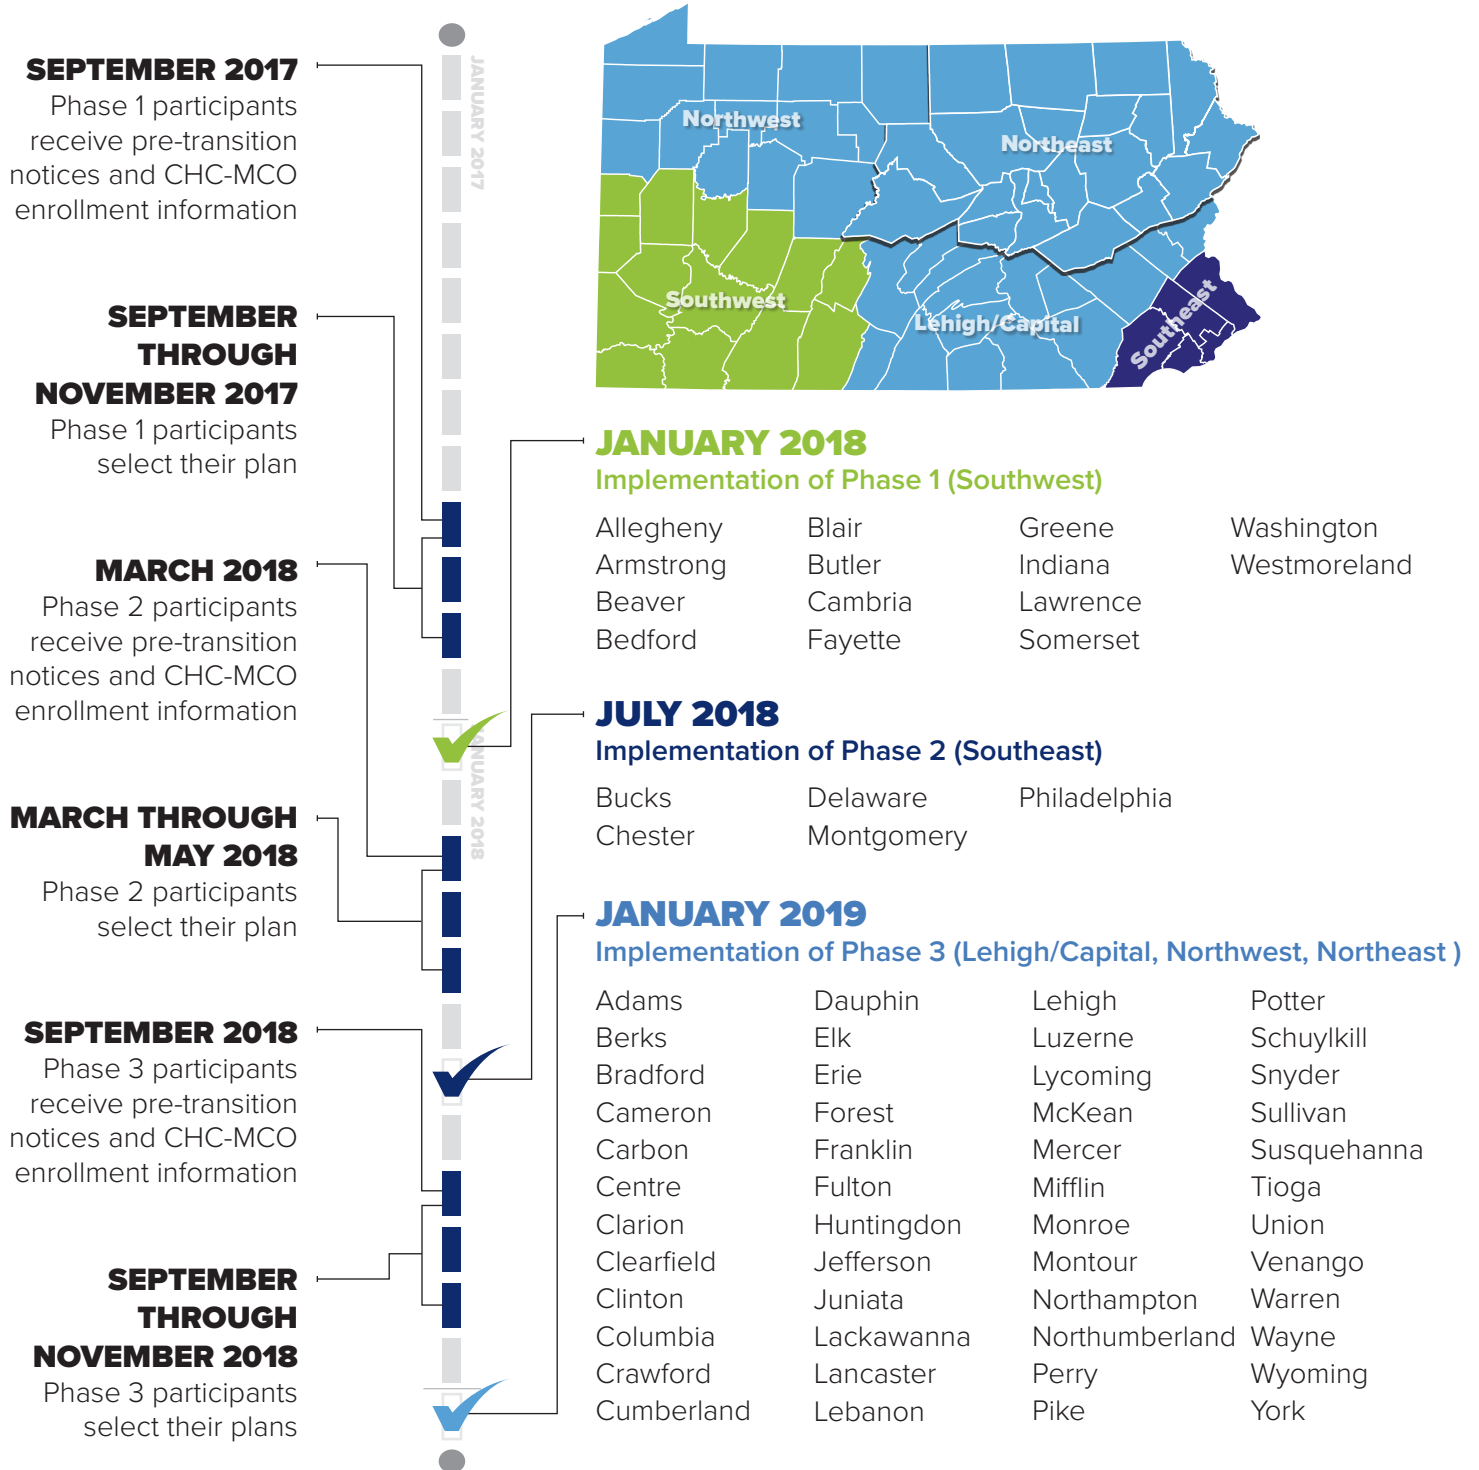 SEPTEMBER 2017
Phase 1 participants
receive pre-transition
notices and CHC-MCO
enrollment information
SEPTEMBER
THROUGH
NOVEMBER 2017
Phase 1 participants
select their plan
MARCH 2018
Phase 2 participants
receive pre-transition
notices and CHC-MCO
enrollment information
MARCH THROUGH
MAY 2018
Phase 2 participants
select their plan
SEPTEMBER 2018
Phase 3 participants
receive pre-transition
notices and CHC-MCO
enrollment information
SEPTEMBER
THROUGH
NOVEMBER 2018
Phase 3 participants
select their plans
JANUARY 2017
JANUARY 2018
Northwest
Northeast
Southwest
Lehigh/Capital
Southeast
JANUARY 2018
Implementation of Phase 1 (Southwest)
Allegheny Blair Greene Washington
Armstrong Butler Indiana Westmoreland
Beaver Cambria Lawrence
Bedford Fayette Somerset
JULY 2018
Implementation of Phase 2 (Southeast)
Bucks Delaware Philadelphia
Chester Montgomery
JANUARY 2019
Implementation of Phase 3 (Lehigh/Capital, Northwest, Northeast )
Adams Dauphin Lehigh Potter
Berks Elk Luzerne Schuylkill
Bradford Erie Lycoming Snyder
Cameron Forest McKean Sullivan
Carbon Franklin Mercer Susquehanna
Centre Fulton Mifflin Tioga
Clarion Huntingdon Monroe Union
Clearfield Jefferson Montour Venango
Clinton Juniata Northampton Warren
Columbia Lackawanna Northumberland Wayne
Crawford Lancaster Perry Wyoming
Cumberland Lebanon Pike York